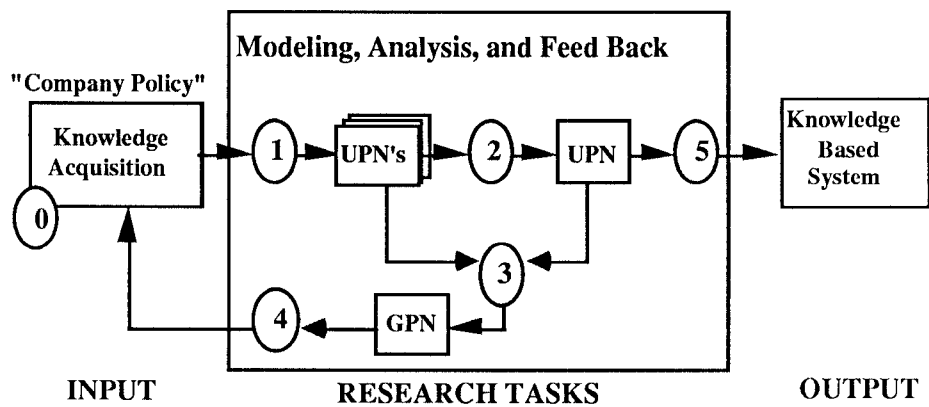 Modeling, Analysis, and Feed Back
"Company Policy"
Knowledge
Acquisition
0
1
UPN's
2
UPN
5
Knowledge
Based
System
3
4
GPN
INPUT
RESEARCH TASKS
OUTPUT